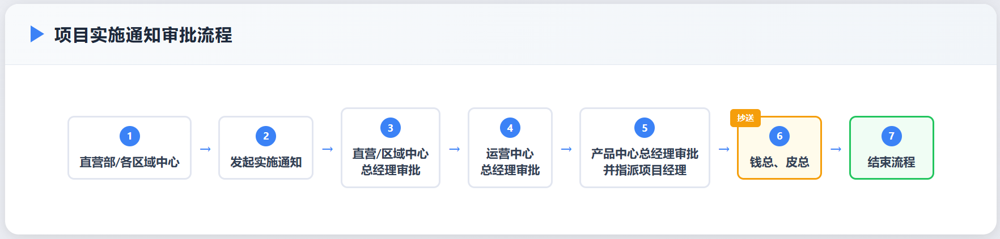 项目实施通知审批流程
1
直营部/各区域中心
→
2
发起实施通知
→
3
直营/区域中心
总经理审批
→
4
运营中心
总经理审批
→
5
产品中心总经理审批
并指派项目经理
→
抄送
6
钱总、皮总
→
7
结束流程